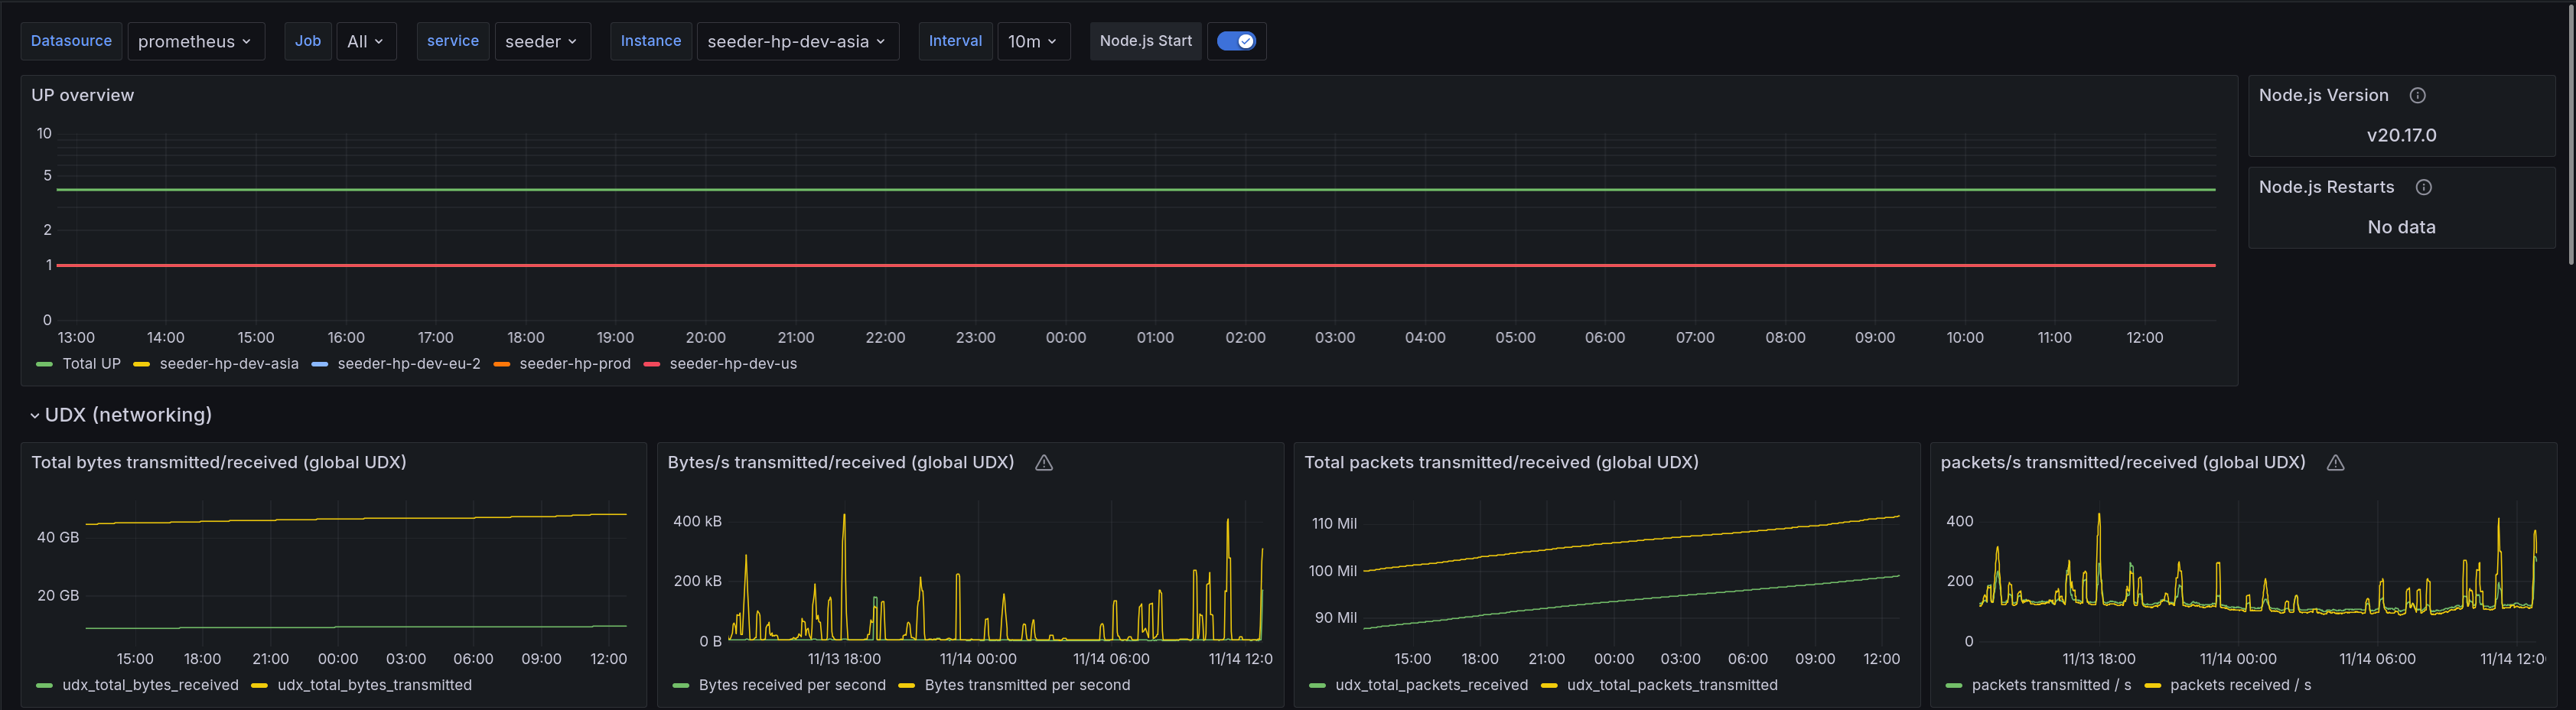 Datasource prometheus Job All service seeder Instance seeder-hp-dev-asia Interval 10m Node.js Start
UP overview
10
5
2
1
0
13:00 14:00 15:00 16:00 17:00 18:00 19:00 20:00 21:00 22:00 23:00 00:00 01:00 02:00 03:00 04:00 05:00 06:00 07:00 08:00 09:00 10:00 11:00 12:00
Total UP seeder-hp-dev-asia seeder-hp-dev-eu-2 seeder-hp-prod seeder-hp-dev-us
Node.js Version
v20.17.0
Node.js Restarts
No data
UDX (networking)
Total bytes transmitted/received (global UDX)
40 GB
20 GB
15:00 18:00 21:00 00:00 03:00 06:00 09:00 12:00
udx_total_bytes_received udx_total_bytes_transmitted
Bytes/s transmitted/received (global UDX)
400 kB
200 kB
0 B
11/13 18:00 11/14 00:00 11/14 06:00 11/14 12:0
Bytes received per second Bytes transmitted per second
Total packets transmitted/received (global UDX)
110 Mil
100 Mil
90 Mil
15:00 18:00 21:00 00:00 03:00 06:00 09:00 12:00
udx_total_packets_received udx_total_packets_transmitted
packets/s transmitted/received (global UDX)
400
200
0
11/13 18:00 11/14 00:00 11/14 06:00 11/14 12:0
packets transmitted / s packets received / s